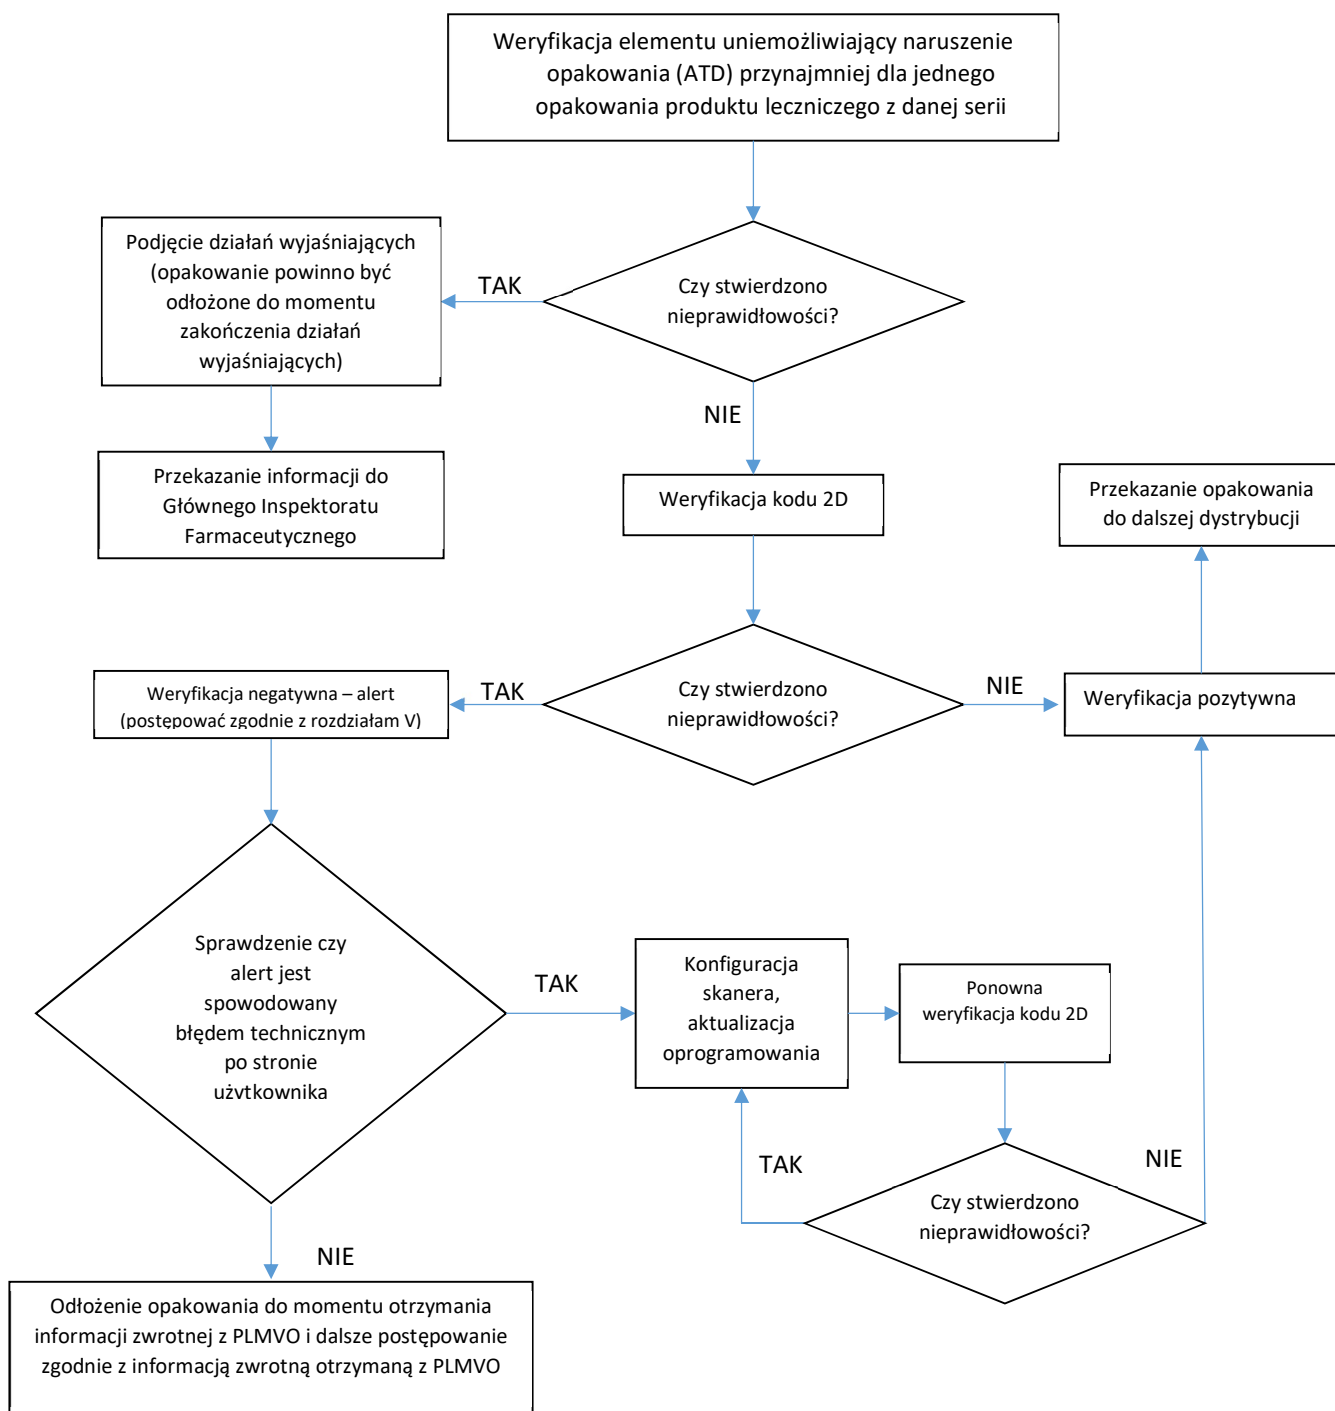 Weryfikacja elementu uniemożliwiający naruszenie
opakowania (ATD) przynajmniej dla jednego
opakowania produktu leczniczego z danej serii
Podjęcie działań wyjaśniających
(opakowanie powinno być
odłożone do momentu
zakończenia działań
wyjaśniających)
TAK
Czy stwierdzono
nieprawidłowości?
NIE
Przekazanie informacji do
Głównego Inspektoratu
Farmaceutycznego
Weryfikacja kodu 2D
Przekazanie opakowania
do dalszej dystrybucji
Weryfikacja negatywna – alert
(postępować zgodnie z rozdziałam V)
TAK
Czy stwierdzono
nieprawidłowości?
NIE
Weryfikacja pozytywna
Sprawdzenie czy
alert jest
spowodowany
błędem technicznym
po stronie
użytkownika
TAK
Konfiguracja
skanera,
aktualizacja
oprogramowania
Ponowna
weryfikacja kodu 2D
TAK
Czy stwierdzono
nieprawidłowości?
NIE
NIE
Odłożenie opakowania do momentu otrzymania
informacji zwrotnej z PLMVO i dalsze postępowanie
zgodnie z informacją zwrotną otrzymaną z PLMVO